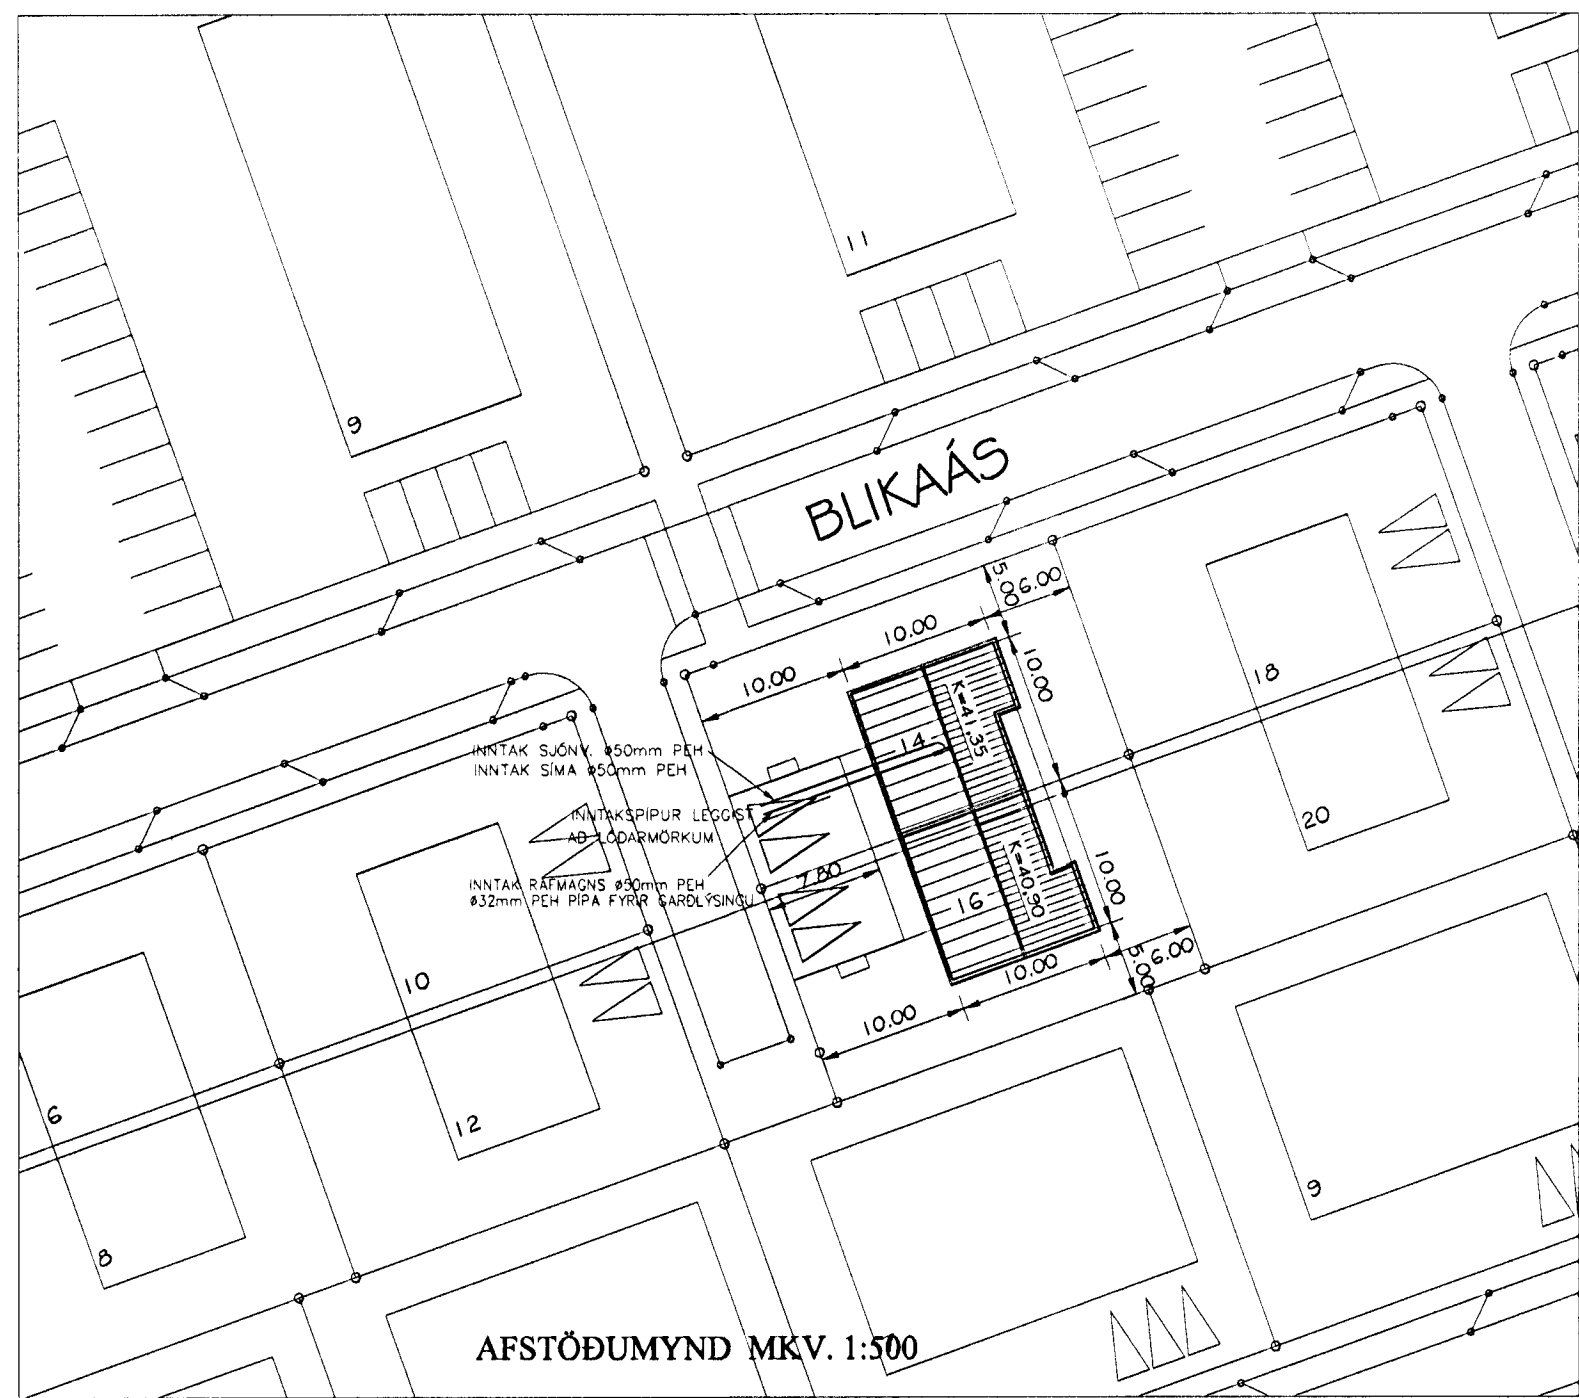 11
9
BLIKAÁS
5.00
6.00
10.00
10.00
10.00
18
K=41,35
14
INNTAK SJÓNV. ø50mm PEH
INNTAK SÍMA ø50mm PEH
INNTAKSPÍPUR LEGGIST
AÐ LÓÐARMÖRKUM
20
7.80
10.00
K=40,90
INNTAK RAFMAGNS ø50mm PEH
ø32mm PEH PÍPA FYRIR GARÐLÝSINGU
16
5.00
6.00
10.00
10
10.00
6
12
9
8
7
AFSTÖÐUMYND MKV. 1:500